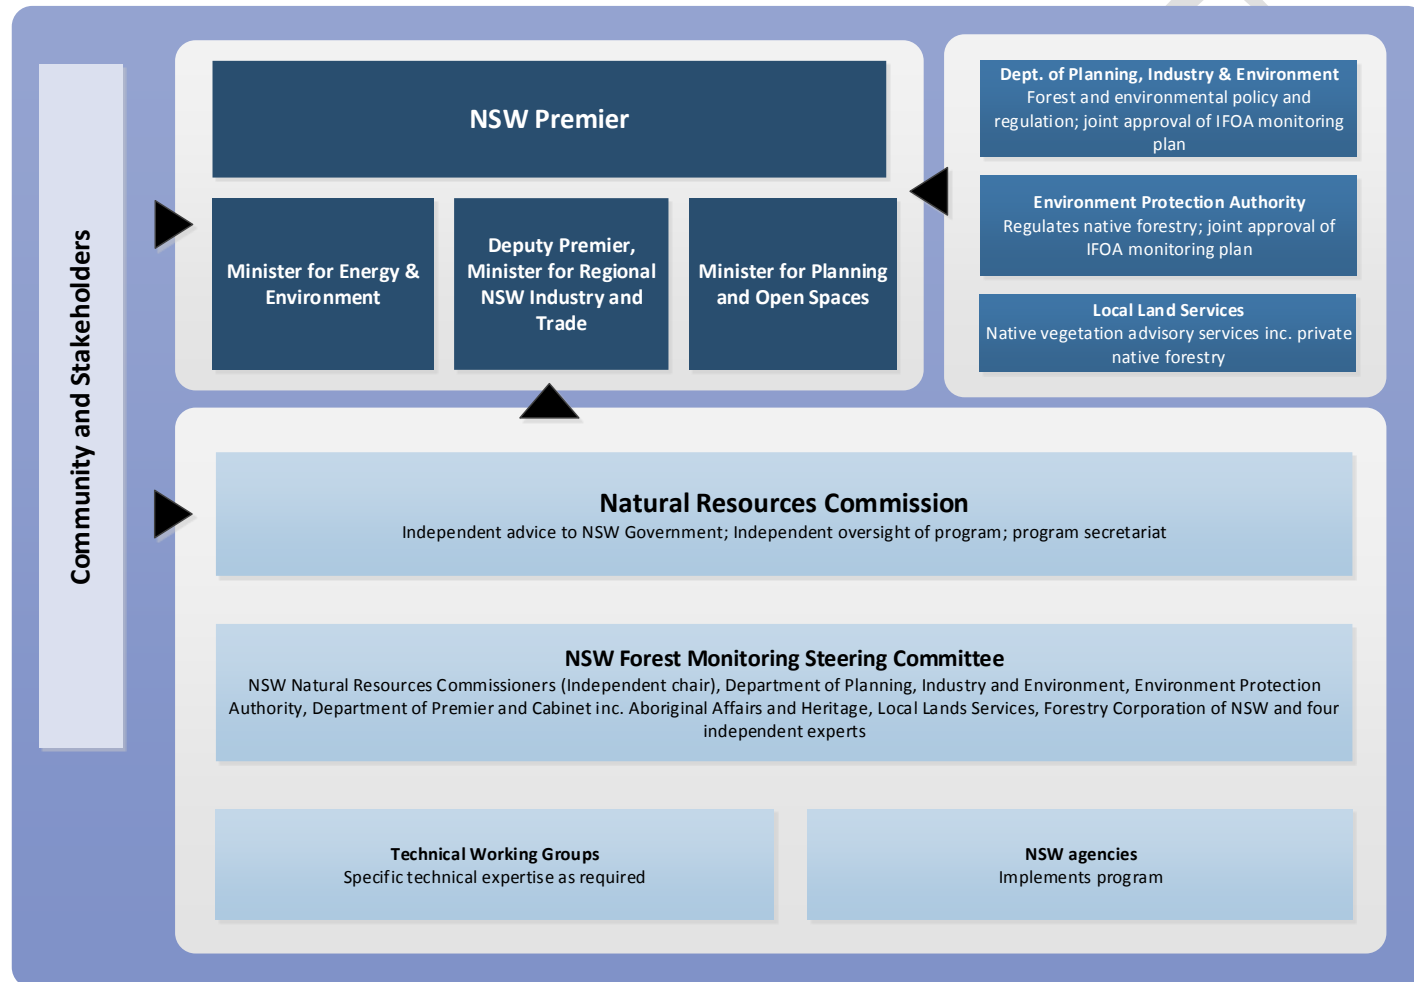 Community and Stakeholders
NSW Premier
Minister for Energy &
Environment
Deputy Premier,
Minister for Regional
NSW Industry and
Trade
Minister for Planning
and Open Spaces
Dept. of Planning, Industry & Environment
Forest and environmental policy and
regulation; joint approval of IFOA monitoring
plan
Environment Protection Authority
Regulates native forestry; joint approval of
IFOA monitoring plan
Local Land Services
Native vegetation advisory services inc. private
native forestry
Natural Resources Commission
Independent advice to NSW Government; Independent oversight of program; program secretariat
NSW Forest Monitoring Steering Committee
NSW Natural Resources Commissioners (Independent chair), Department of Planning, Industry and Environment, Environment Protection
Authority, Department of Premier and Cabinet inc. Aboriginal Affairs and Heritage, Local Lands Services, Forestry Corporation of NSW and four
independent experts
Technical Working Groups
Specific technical expertise as required
NSW agencies
Implements program